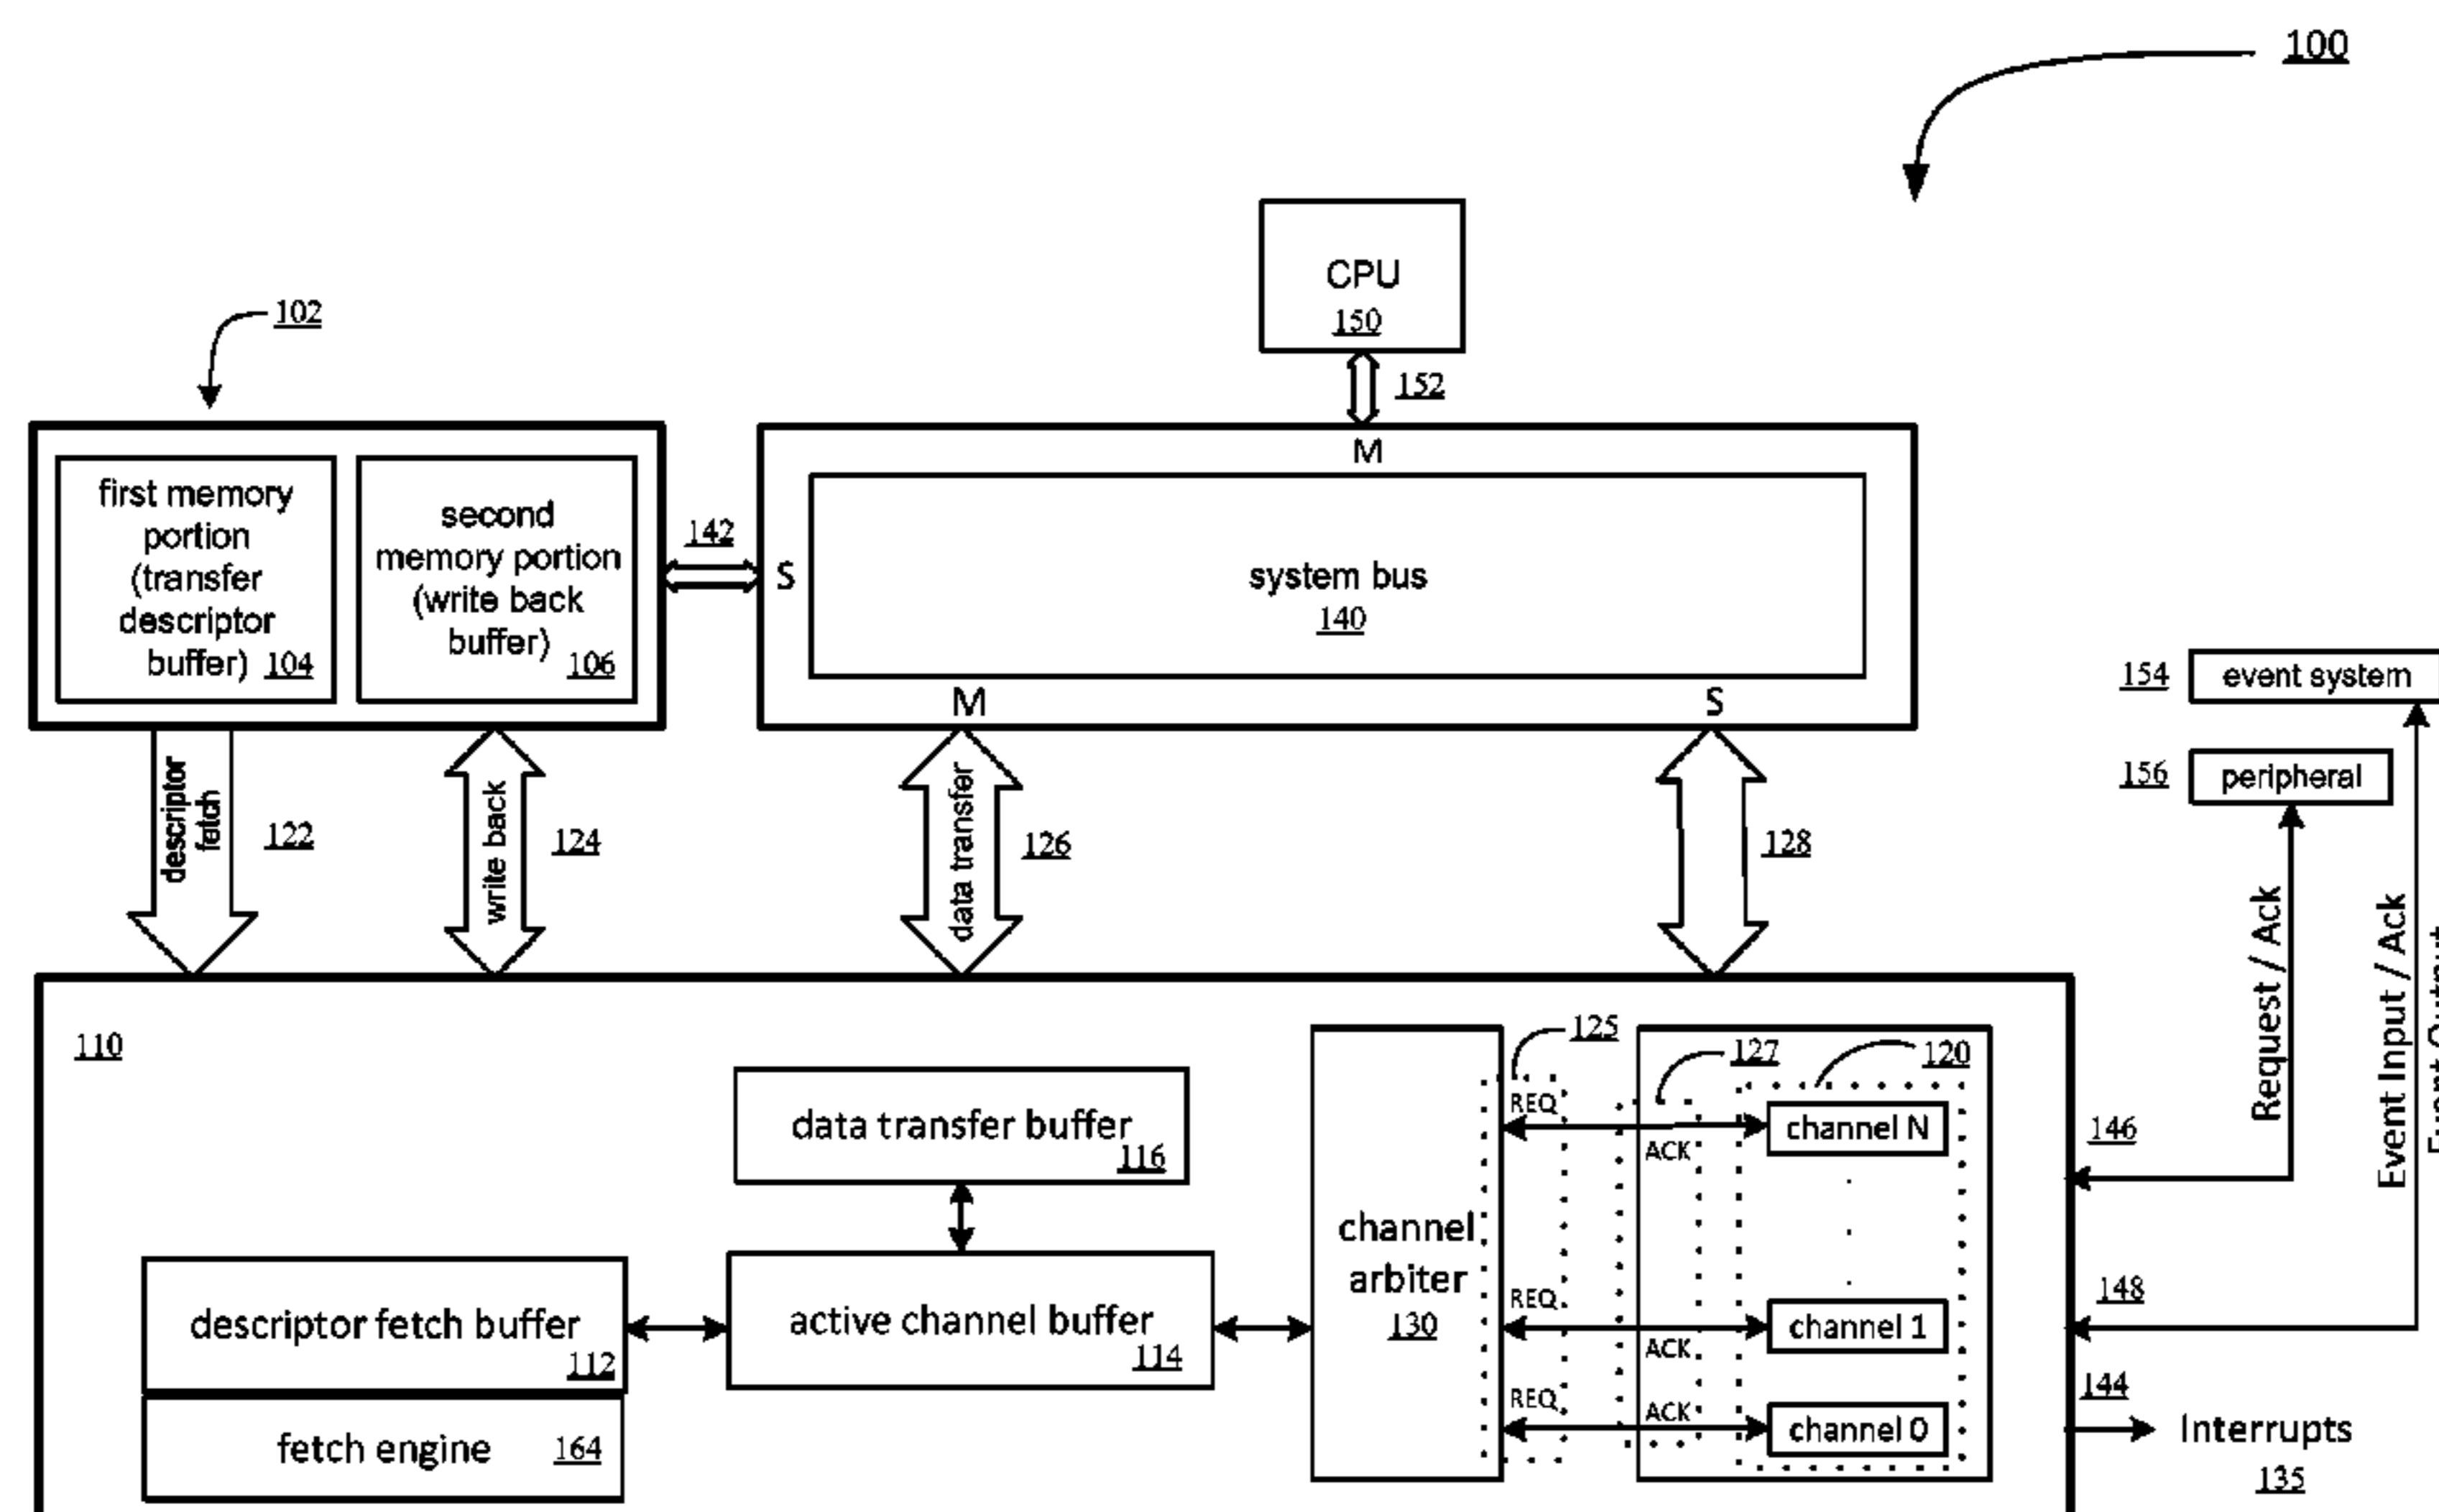 100
CPU
150
152
102
M
first memory
portion
(transfer
descriptor
buffer) 104
second
memory portion
(write back
buffer) 106
142
S
system bus
140
M
S
154
event system
156
peripheral
descriptor
fetch
122
write back
124
data transfer
126
128
Request / Ack
Event Input / Ack
Event Output
110
125
127
120
data transfer buffer
116
channel
arbiter
130
REQ
ACK
channel N
REQ
ACK
channel 1
REQ
ACK
channel 0
146
148
144
Interrupts
135
descriptor fetch buffer
112
active channel buffer
114
fetch engine 164